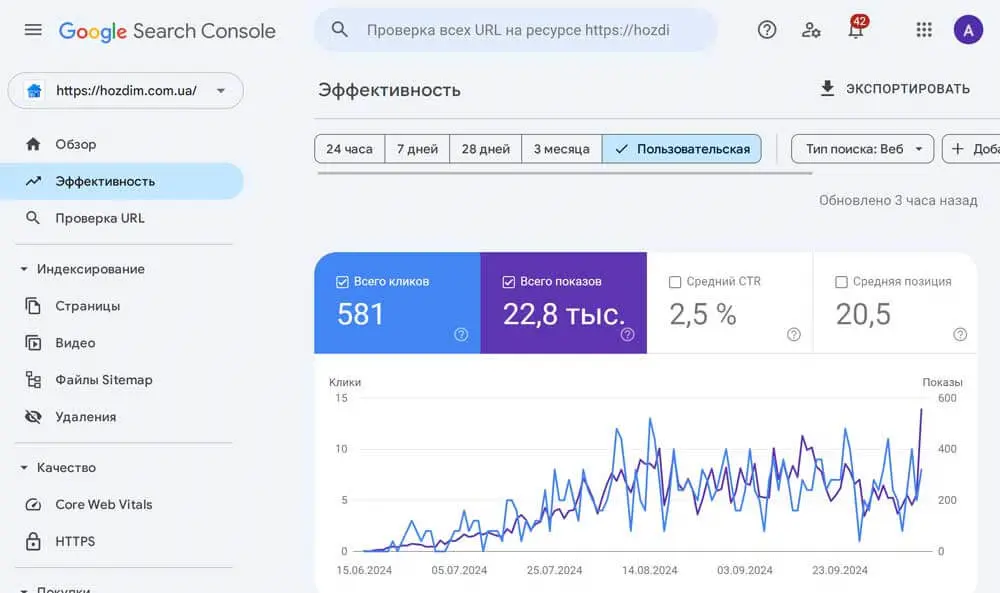 Google Search Console
Проверка всех URL на ресурсе https://hozdi
42
A
https://hozdim.com.ua/
Эффективность
ЭКСПОРТИРОВАТЬ
24 часа
7 дней
28 дней
3 месяца
Пользовательская
Тип поиска: Веб
Доба
Обновлено 3 часа назад
Обзор
Эффективность
Проверка URL
Индексирование
Страницы
Видео
Файлы Sitemap
Удаления
Качество
Core Web Vitals
HTTPS
Покупки
Всего кликов
581
Всего показов
22,8 тыс.
Средний CTR
2,5 %
Средняя позиция
20,5
Клики
Показы
15
10
5
0
600
400
200
0
15.06.2024
05.07.2024
25.07.2024
14.08.2024
03.09.2024
23.09.2024